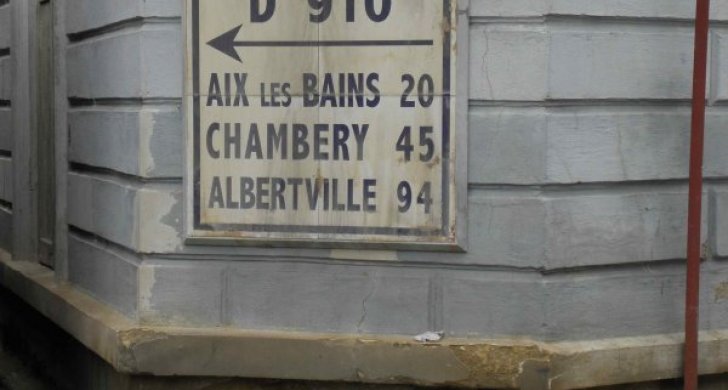 D 910
AIX LES BAINS 20
CHAMBERY 45
ALBERTVILLE 94